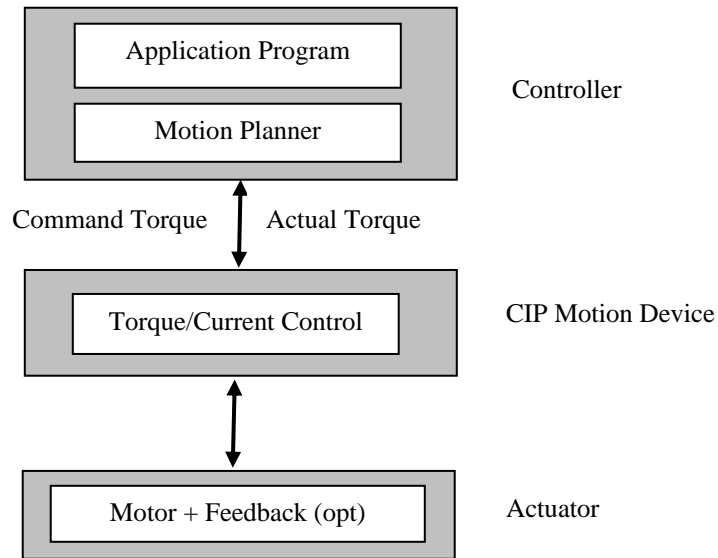 Application Program
Controller
Motion Planner
Command Torque
Actual Torque
Torque/Current Control
CIP Motion Device
Motor + Feedback (opt)
Actuator